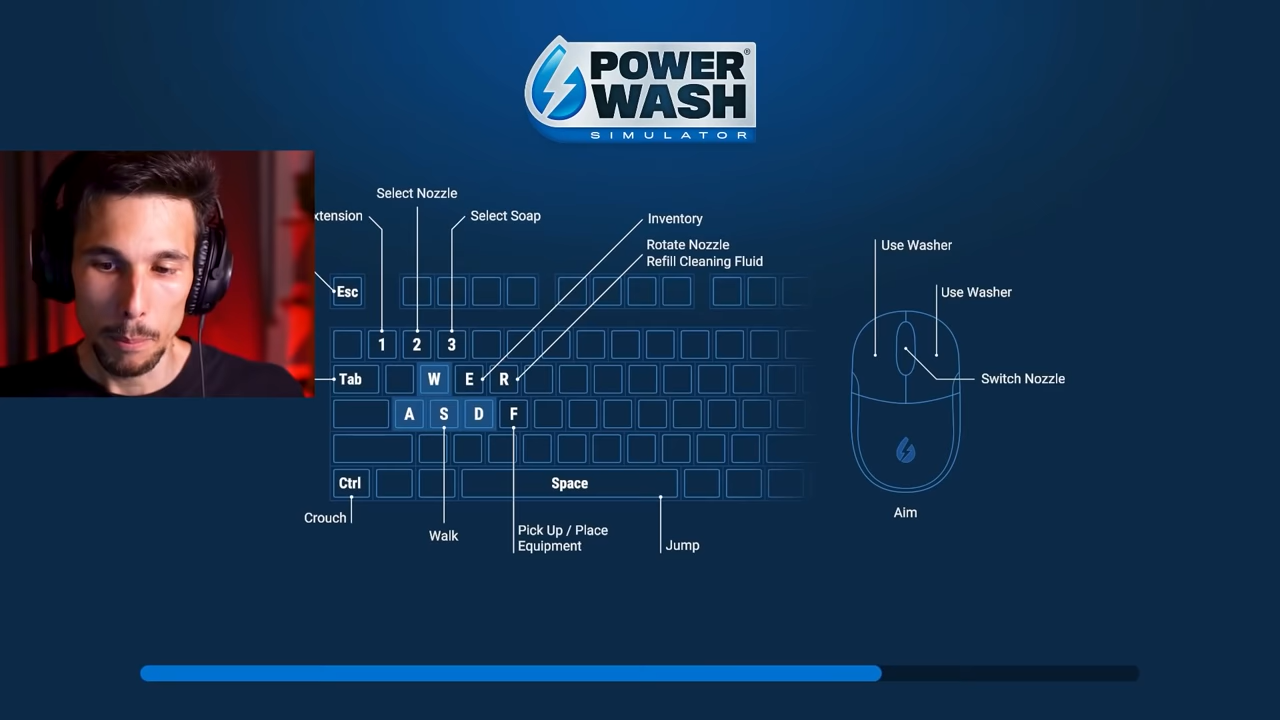 POWER®
WASH
SIMULATOR
Select Nozzle
xtension
Select Soap
Inventory
Rotate Nozzle
Refill Cleaning Fluid
Use Washer
Use Washer
Esc
1 2 3
Tab W E R
Switch Nozzle
A S D F
Ctrl Space
Crouch
Walk
Pick Up / Place
Equipment
Jump
Aim